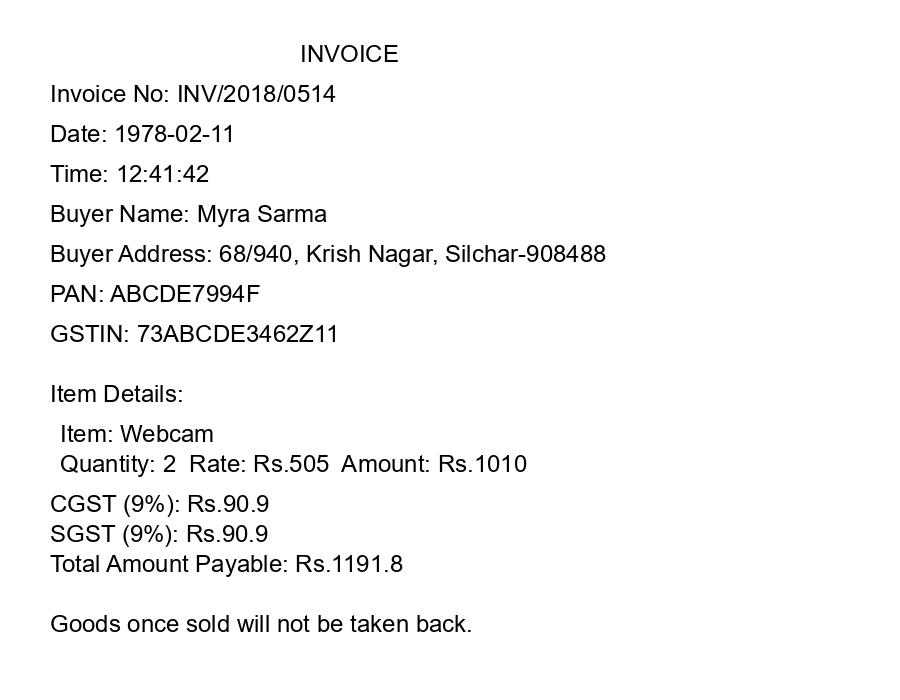 INVOICE
Invoice No: INV/2018/0514
Date: 1978-02-11
Time: 12:41:42
Buyer Name: Myra Sarma
Buyer Address: 68/940, Krish Nagar, Silchar-908488
PAN: ABCDE7994F
GSTIN: 73ABCDE3462Z11
Item Details:
Item: Webcam
Quantity: 2  Rate: Rs.505  Amount: Rs.1010
CGST (9%): Rs.90.9
SGST (9%): Rs.90.9
Total Amount Payable: Rs.1191.8
Goods once sold will not be taken back.